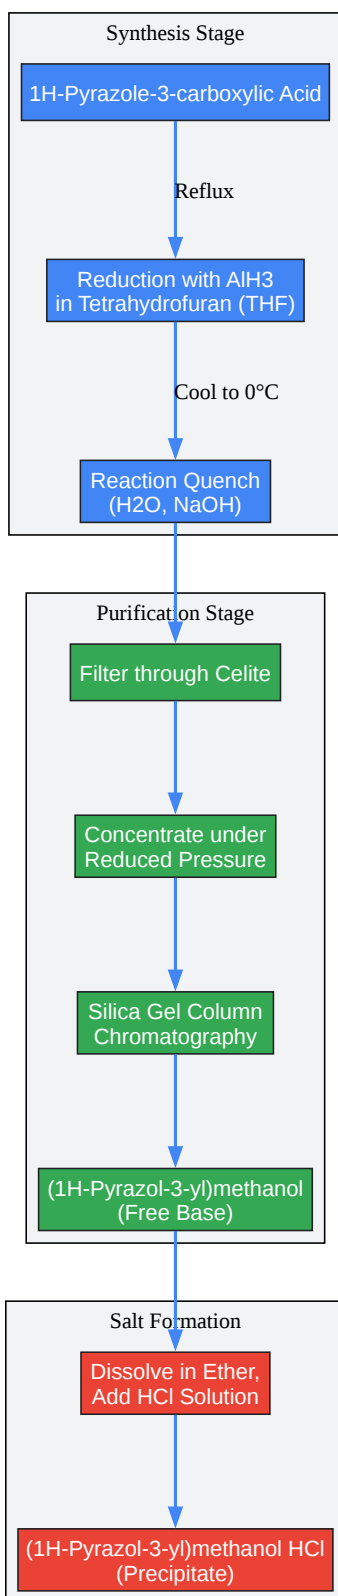 Synthesis Stage
1H-Pyrazole-3-carboxylic Acid
Reflux
Reduction with AlH3
in Tetrahydrofuran (THF)
Cool to 0°C
Reaction Quench
(H2O, NaOH)
Purification Stage
Filter through Celite
Concentrate under
Reduced Pressure
Silica Gel Column
Chromatography
(1H-Pyrazol-3-yl)methanol
(Free Base)
Salt Formation
Dissolve in Ether,
Add HCl Solution
(1H-Pyrazol-3-yl)methanol HCl
(Precipitate)